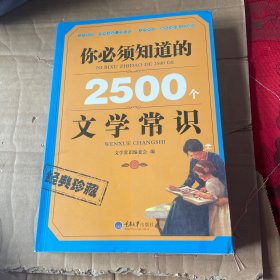 你必须知道的
NI BIXU ZHIDAO DE 2500 GE
2500个
文学常识
WENXUE CHANGSHI
文学常识编委会 编
经典珍藏
重庆大学出版社